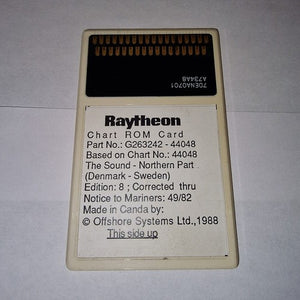 70ENA0701
A734AB
Raytheon
Chart ROM Card
Part No.: G263242 - 44048
Based on Chart No.: 44048
The Sound - Northern Part
(Denmark - Sweden)
Edition: 8 ; Corrected thru
Notice to Mariners: 49/82
Made in Canda by:
© Offshore Systems Ltd.,1988
This side up